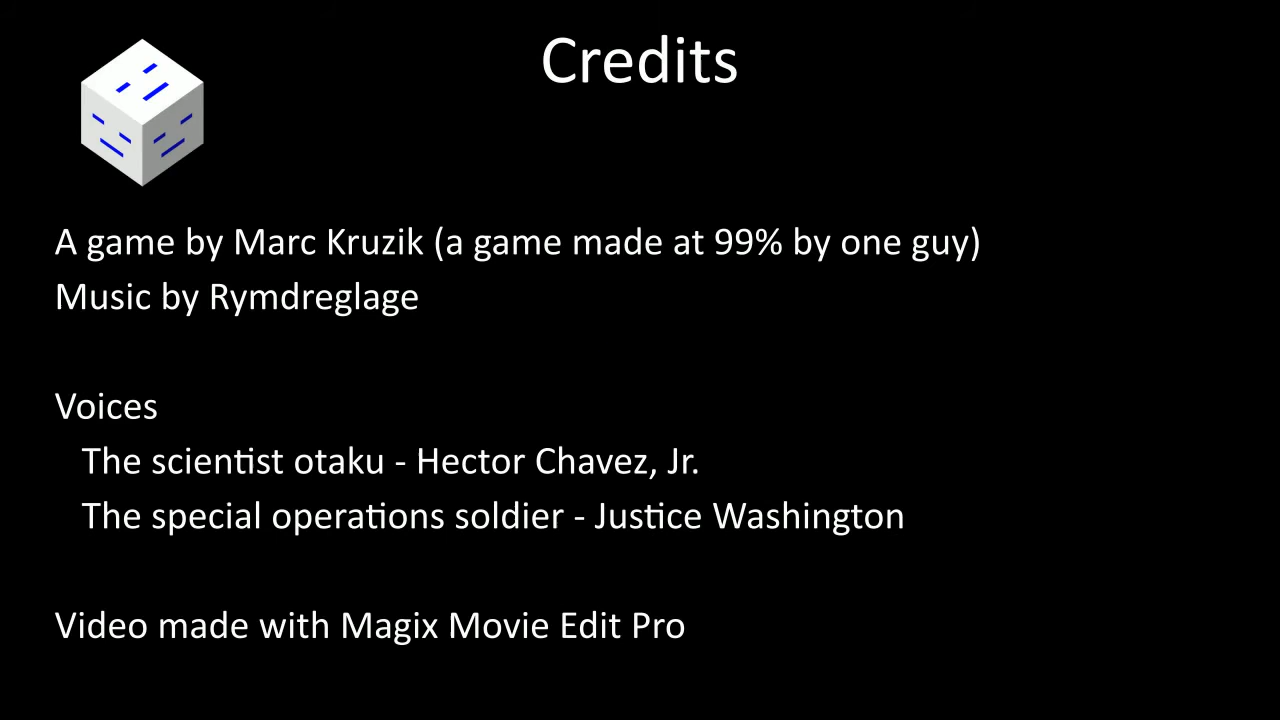 Credits
A game by Marc Kruzik (a game made at 99% by one guy)
Music by Rymdreglage
Voices
The scientist otaku - Hector Chavez, Jr.
The special operations soldier - Justice Washington
Video made with Magix Movie Edit Pro